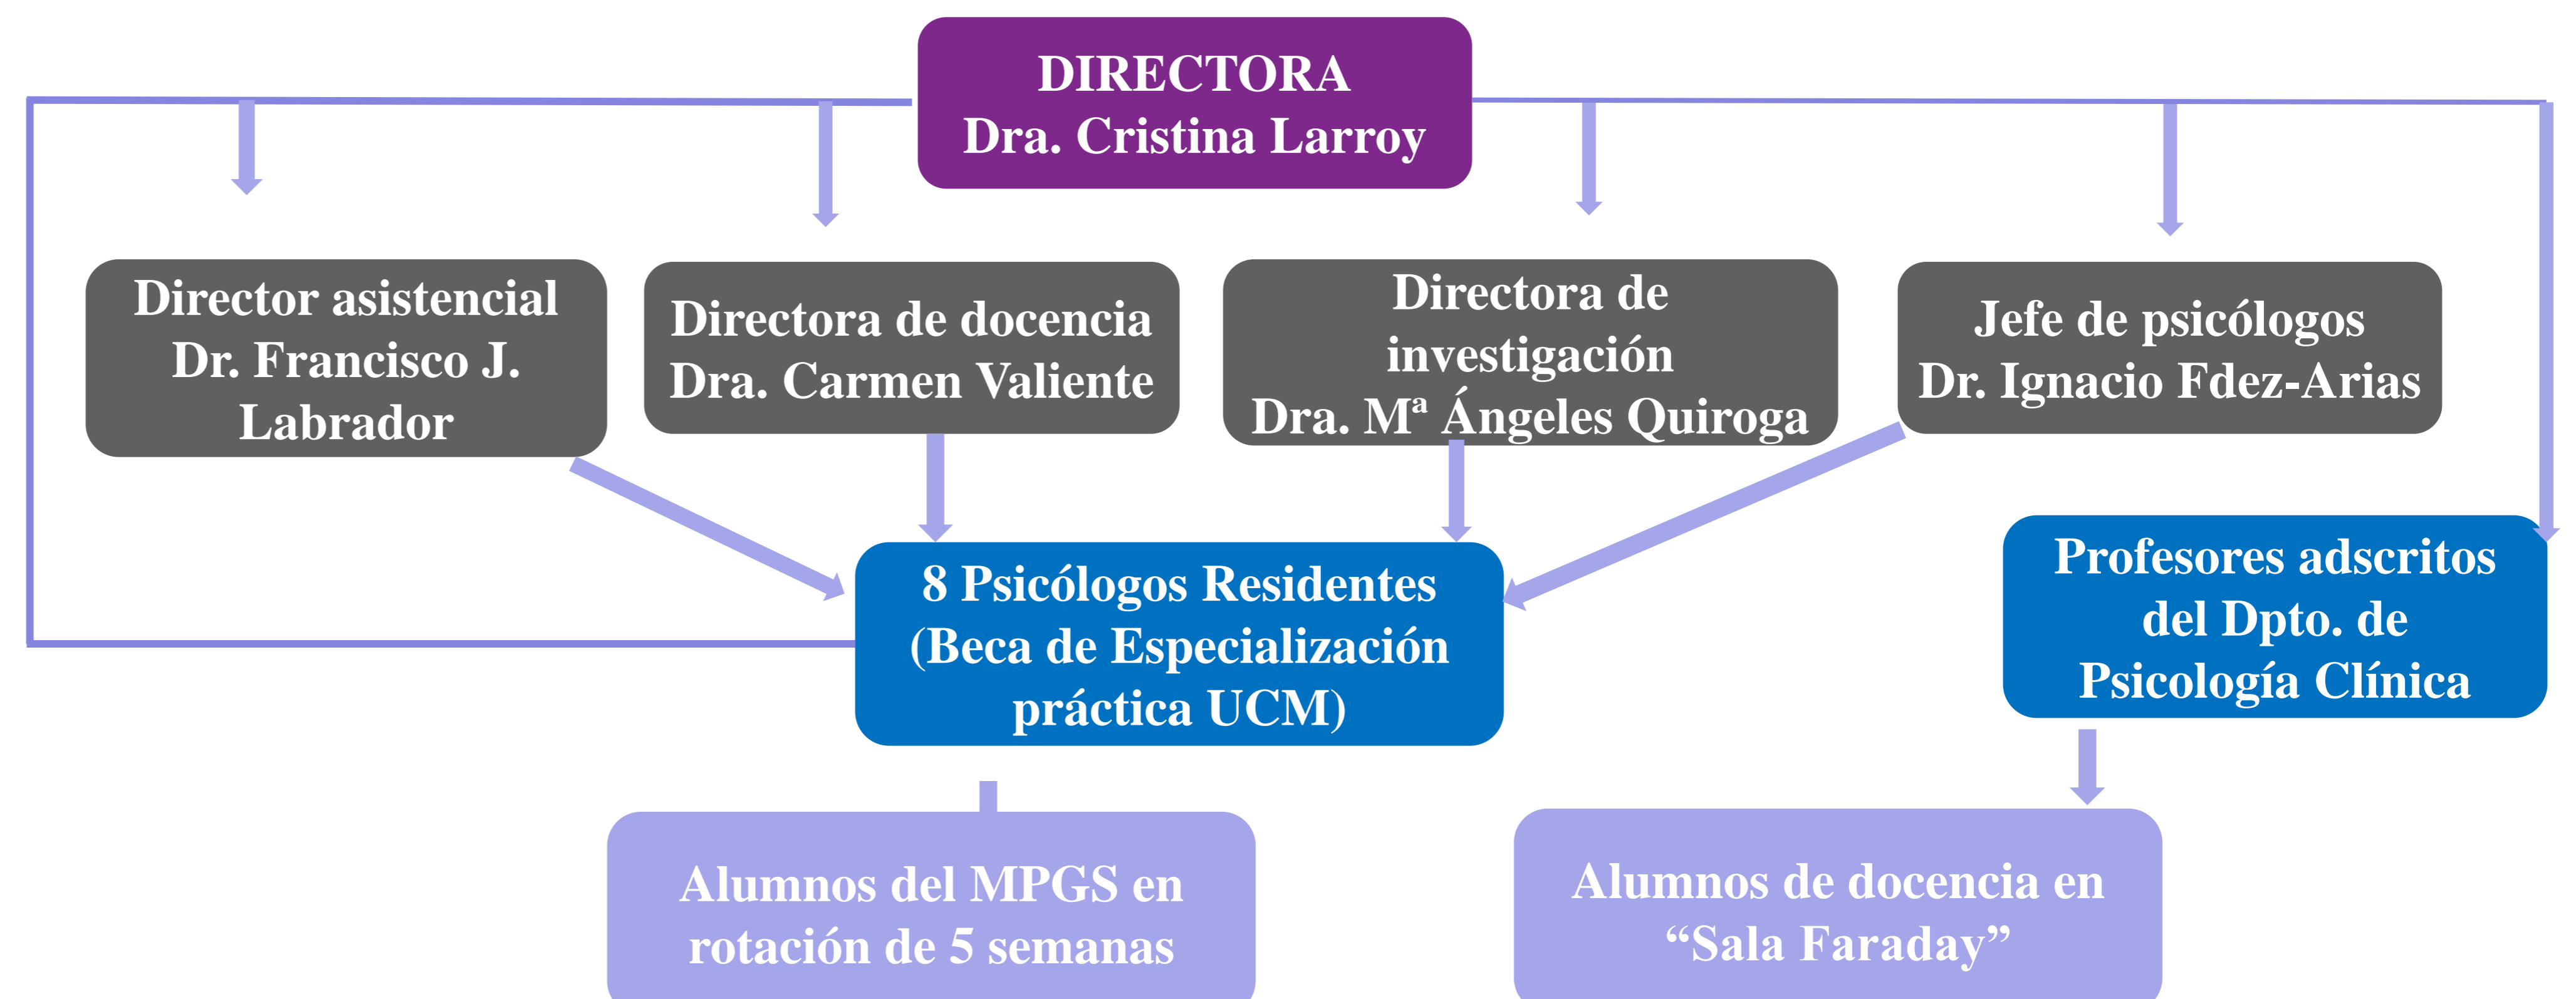 DIRECTORA
Dra. Cristina Larroy
Director asistencial
Dr. Francisco J.
Labrador
Directora de docencia
Dra. Carmen Valiente
Directora de
investigación
Dra. Mª Ángeles Quiroga
Jefe de psicólogos
Dr. Ignacio Fdez-Arias
8 Psicólogos Residentes
(Beca de Especialización
práctica UCM)
Profesores adscritos
del Dpto. de
Psicología Clínica
Alumnos del MPGS en
rotación de 5 semanas
Alumnos de docencia en
“Sala Faraday”